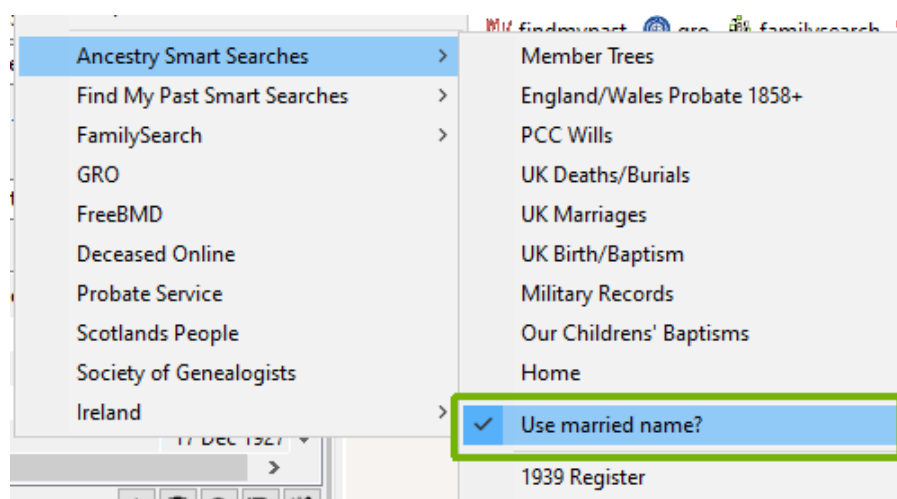 findmypast gro familysearch
Ancestry Smart Searches
Find My Past Smart Searches
FamilySearch
GRO
FreeBMD
Deceased Online
Probate Service
Scotlands People
Society of Genealogists
Ireland
Member Trees
England/Wales Probate 1858+
PCC Wills
UK Deaths/Burials
UK Marriages
UK Birth/Baptism
Military Records
Our Childrens' Baptisms
Home
Use married name?
1939 Register
17 Dec 1927